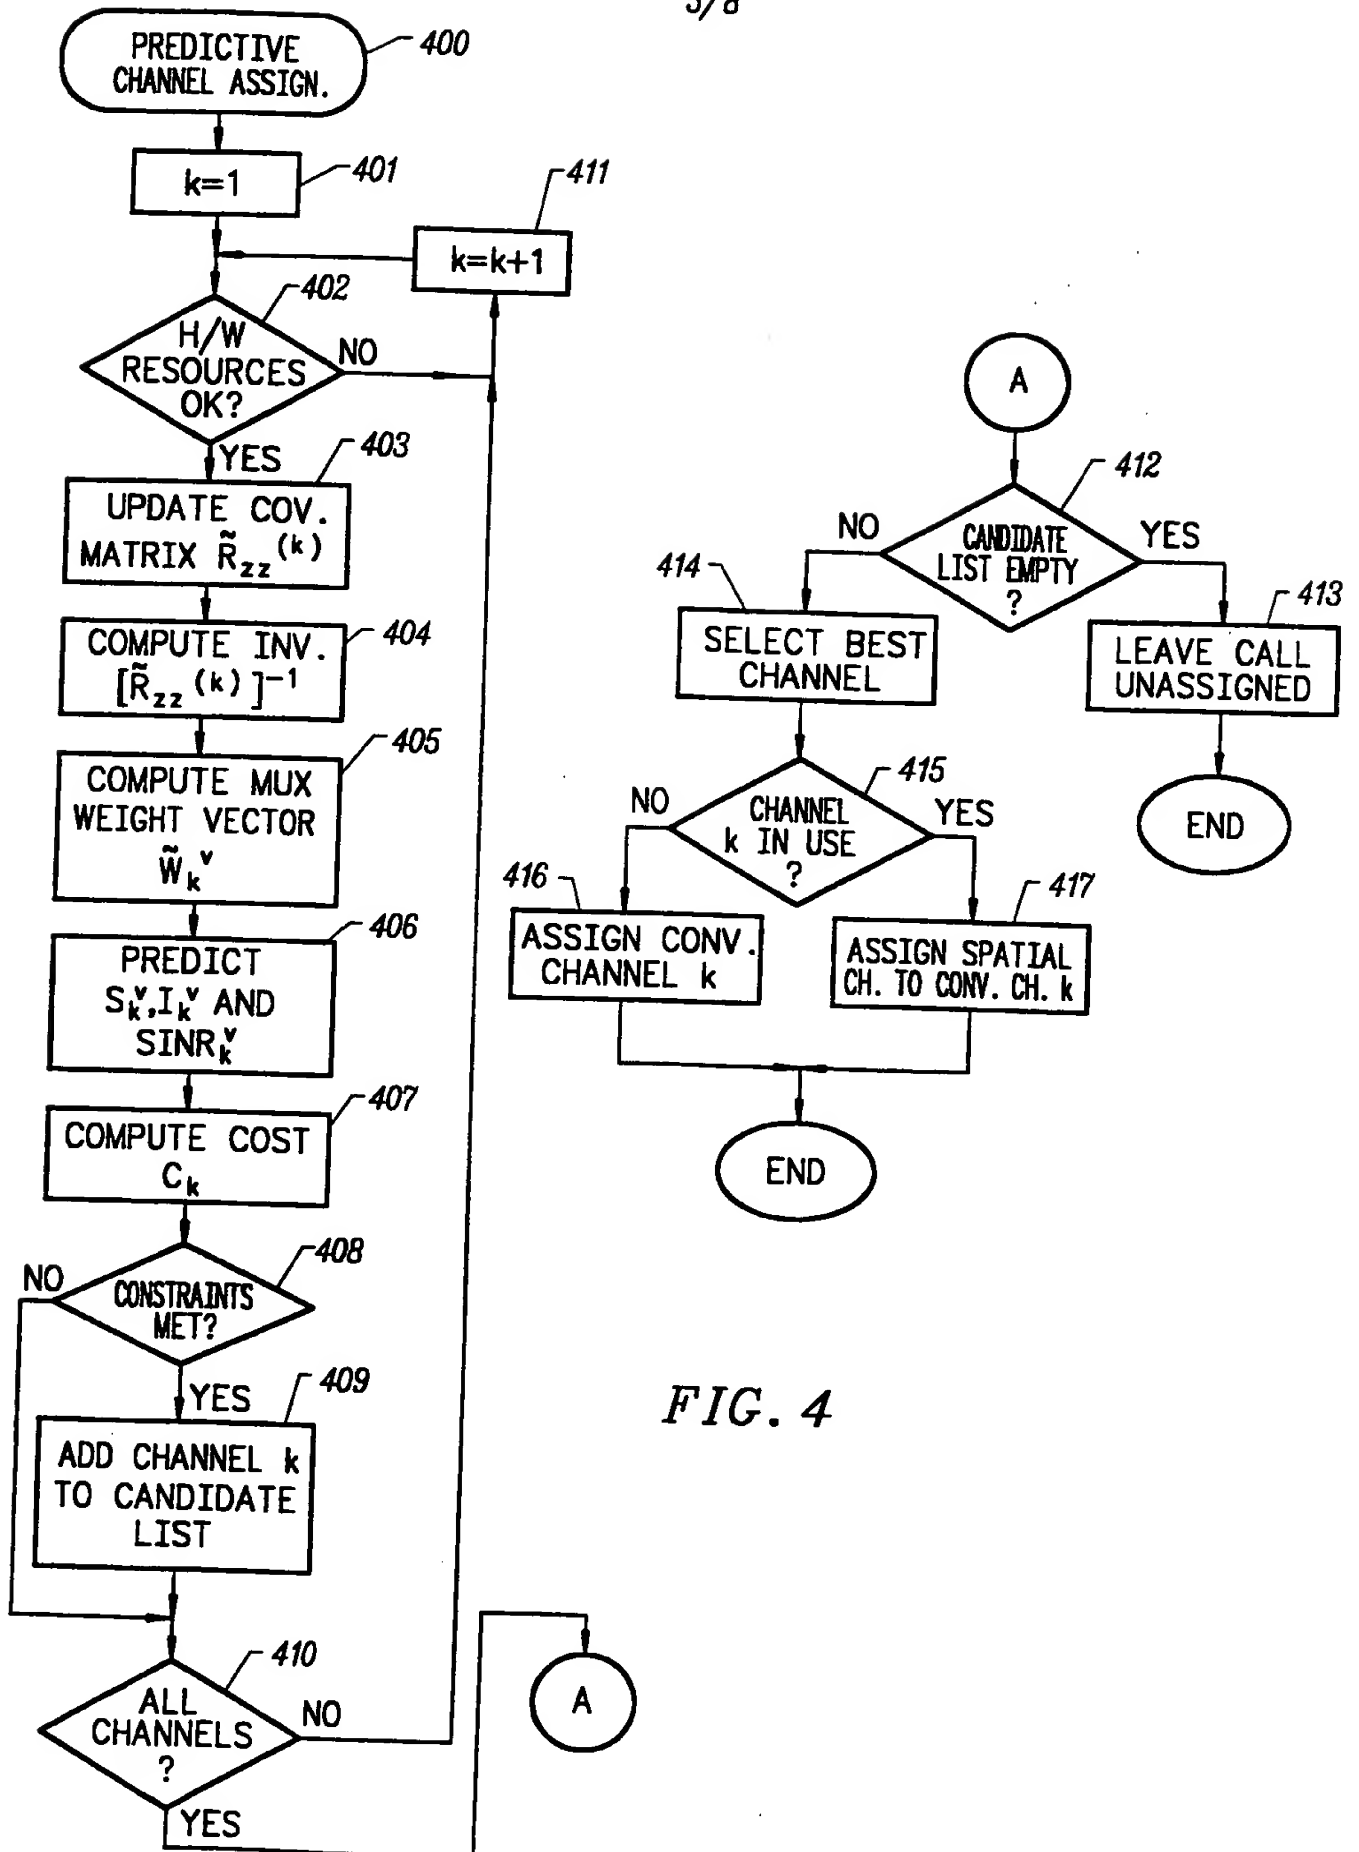 3/8
PREDICTIVE
CHANNEL ASSIGN.
400
k=1
401
411
k=k+1
402
H/W
RESOURCES
OK?
NO
YES
403
UPDATE COV.
MATRIX R̃zz(k)
404
COMPUTE INV.
[R̃zz(k)]⁻¹
405
COMPUTE MUX
WEIGHT VECTOR
W̃kᵛ
406
PREDICT
Skᵛ,Ikᵛ AND
SINRkᵛ
407
COMPUTE COST
Ck
408
NO
CONSTRAINTS
MET?
YES
409
ADD CHANNEL k
TO CANDIDATE
LIST
410
ALL
CHANNELS
?
NO
YES
A
A
412
NO
CANDIDATE
LIST EMPTY
?
YES
414
SELECT BEST
CHANNEL
413
LEAVE CALL
UNASSIGNED
END
415
NO
CHANNEL
k IN USE
?
YES
416
ASSIGN CONV.
CHANNEL k
417
ASSIGN SPATIAL
CH. TO CONV. CH. k
END
FIG. 4